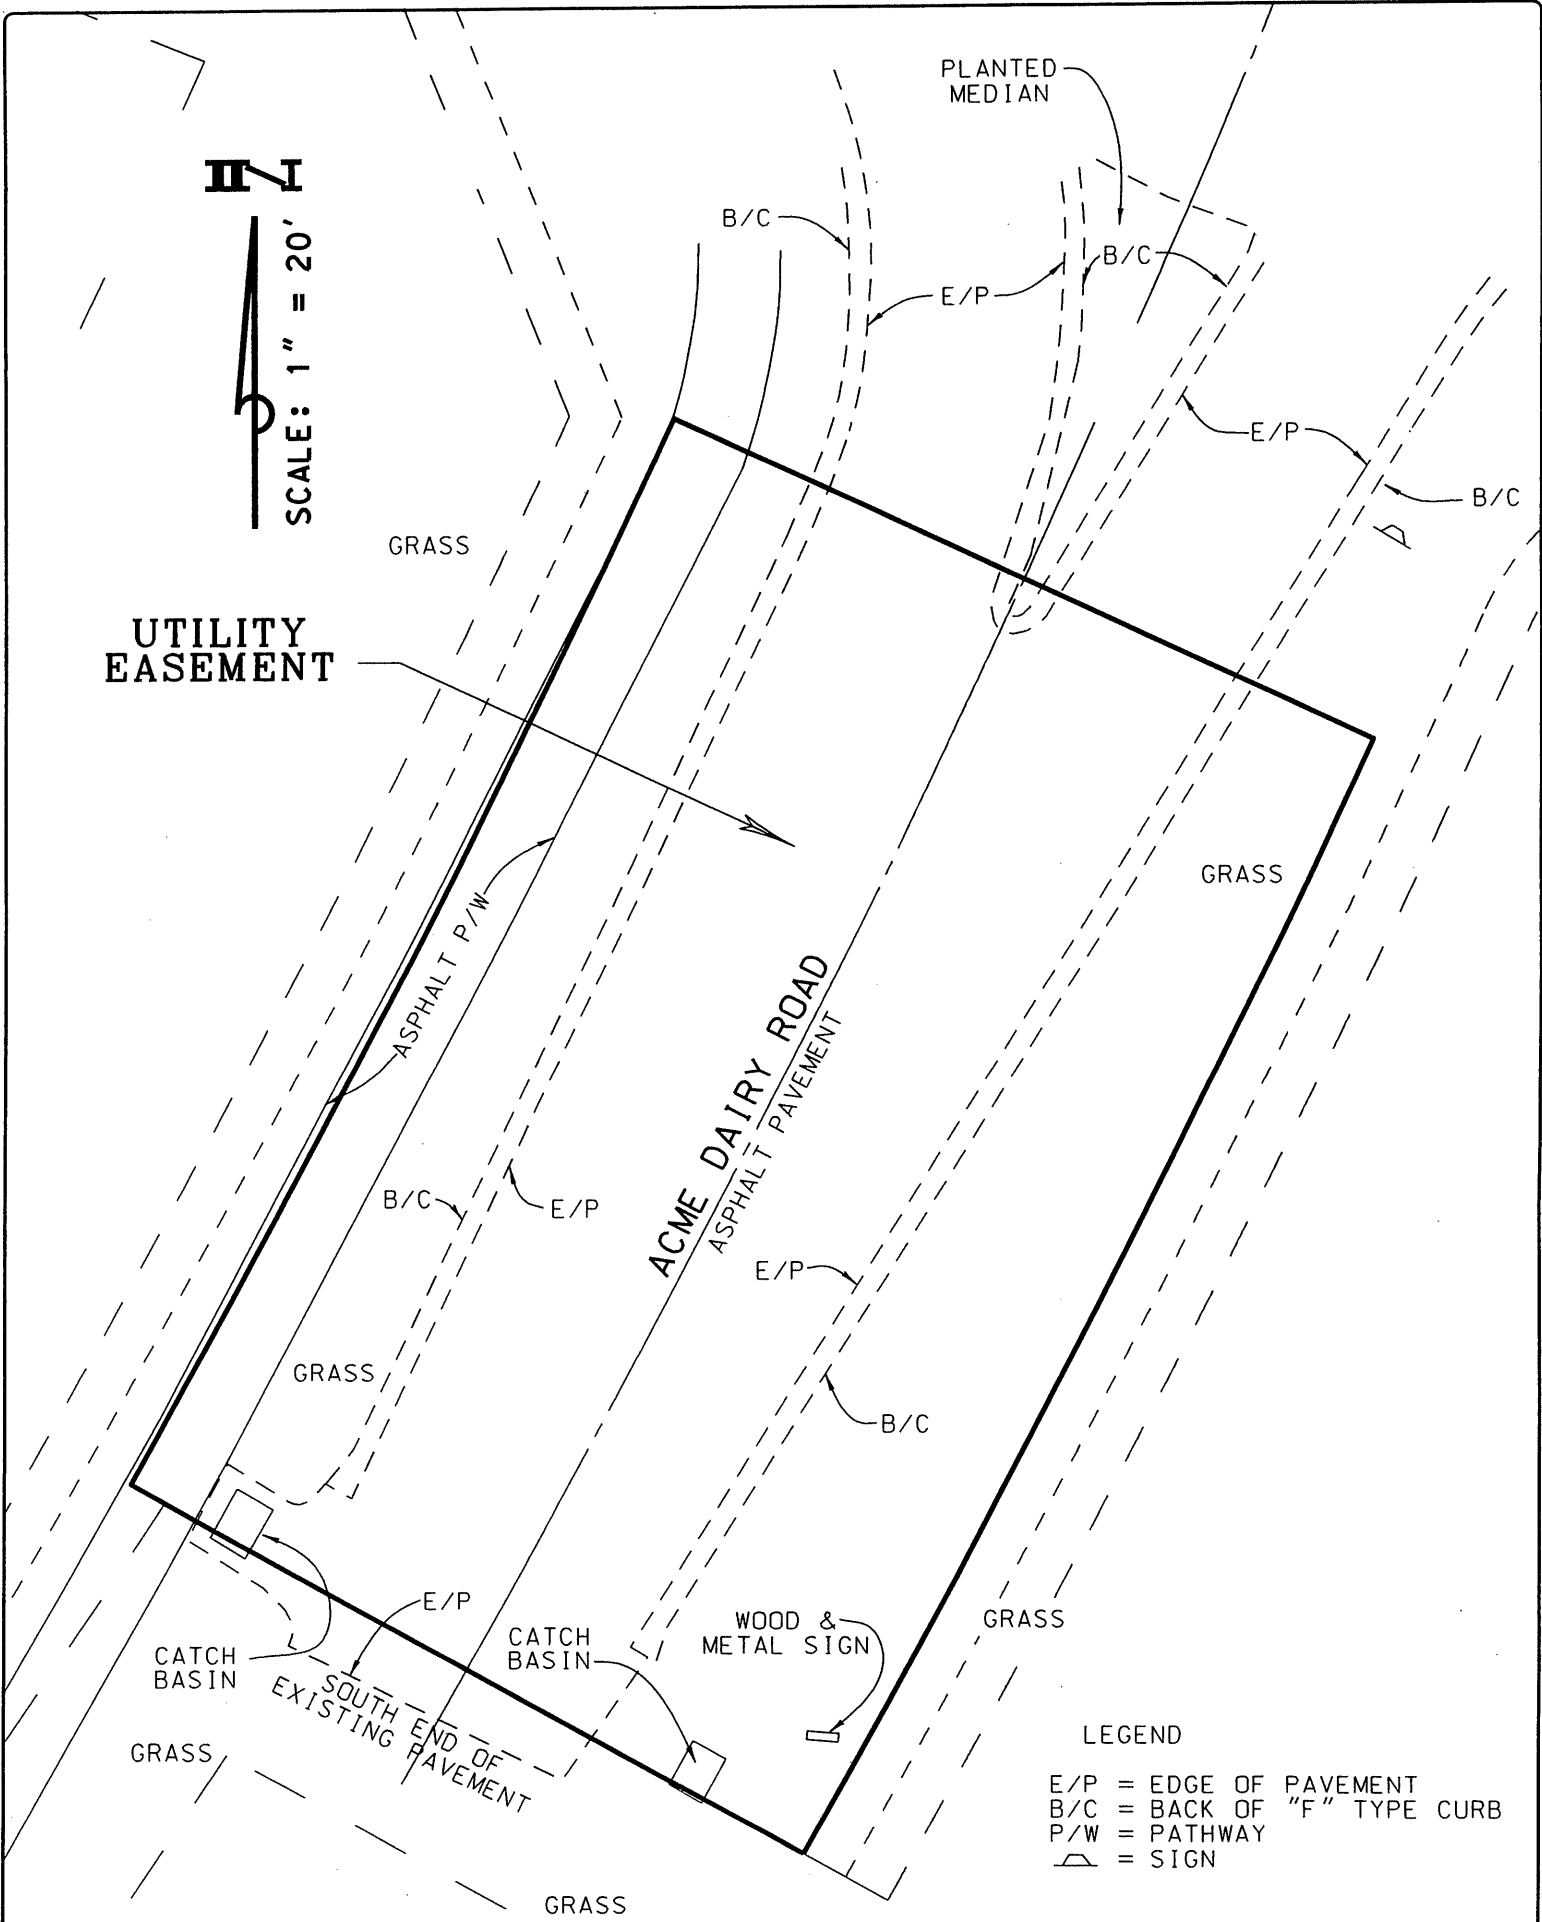 PLANTED
MEDIAN
N
SCALE: 1" = 20'
B/C
B/C
E/P
E/P
B/C
GRASS
UTILITY
EASEMENT
GRASS
ASPHALT P/W
ACME DAIRY ROAD
ASPHALT PAVEMENT
B/C
E/P
E/P
GRASS
B/C
E/P
CATCH
BASIN
CATCH
BASIN
WOOD &
METAL SIGN
GRASS
SOUTH END OF
EXISTING PAVEMENT
GRASS
GRASS
LEGEND
E/P = EDGE OF PAVEMENT
B/C = BACK OF "F" TYPE CURB
P/W = PATHWAY
= SIGN